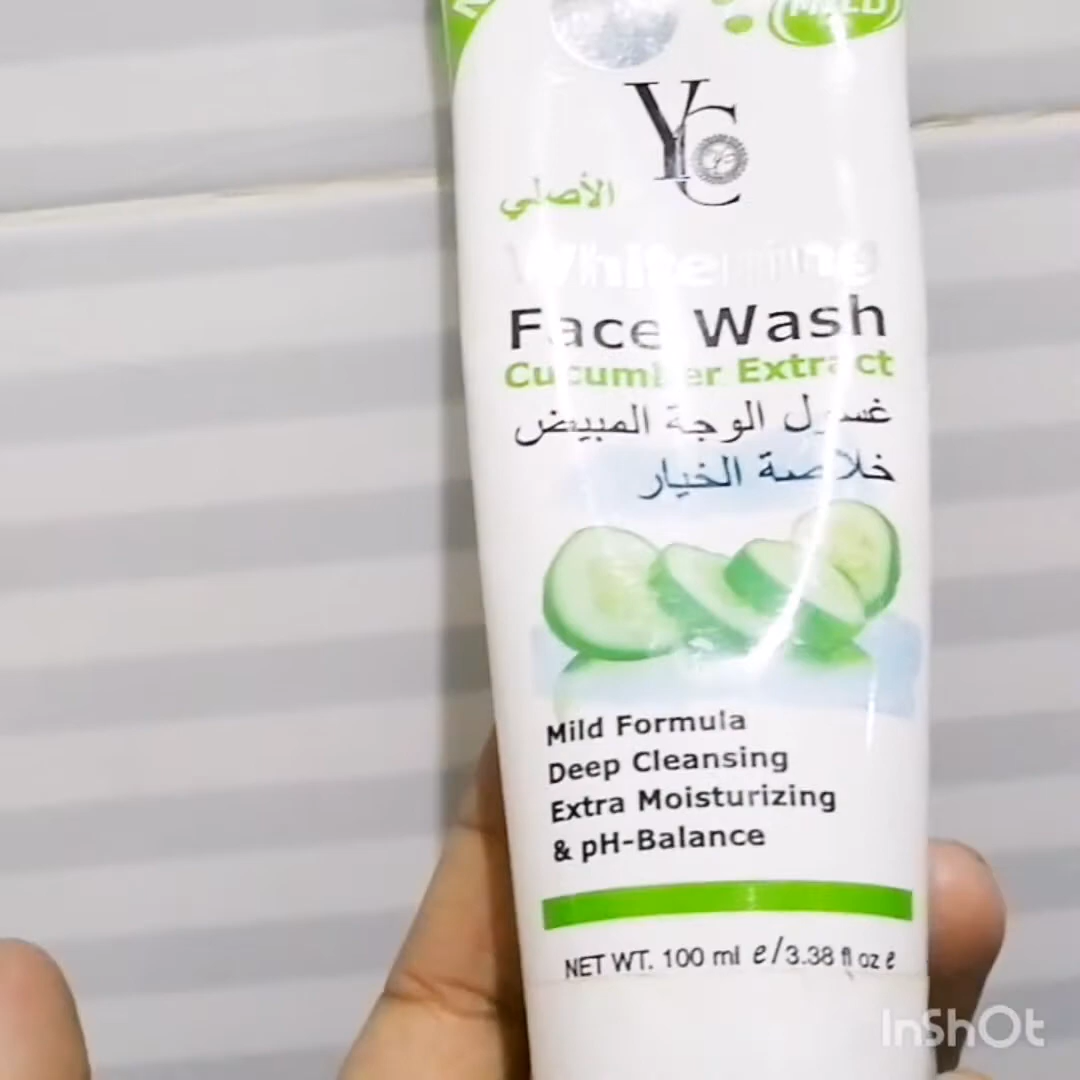 MILD
YC
الأصلي
Whitening
Face Wash
Cucumber Extract
غسول الوجة المبيض
خلاصة الخيار
Mild Formula
Deep Cleansing
Extra Moisturizing
& pH-Balance
NET WT. 100 ml e/3.38 fl oz e
InShOt